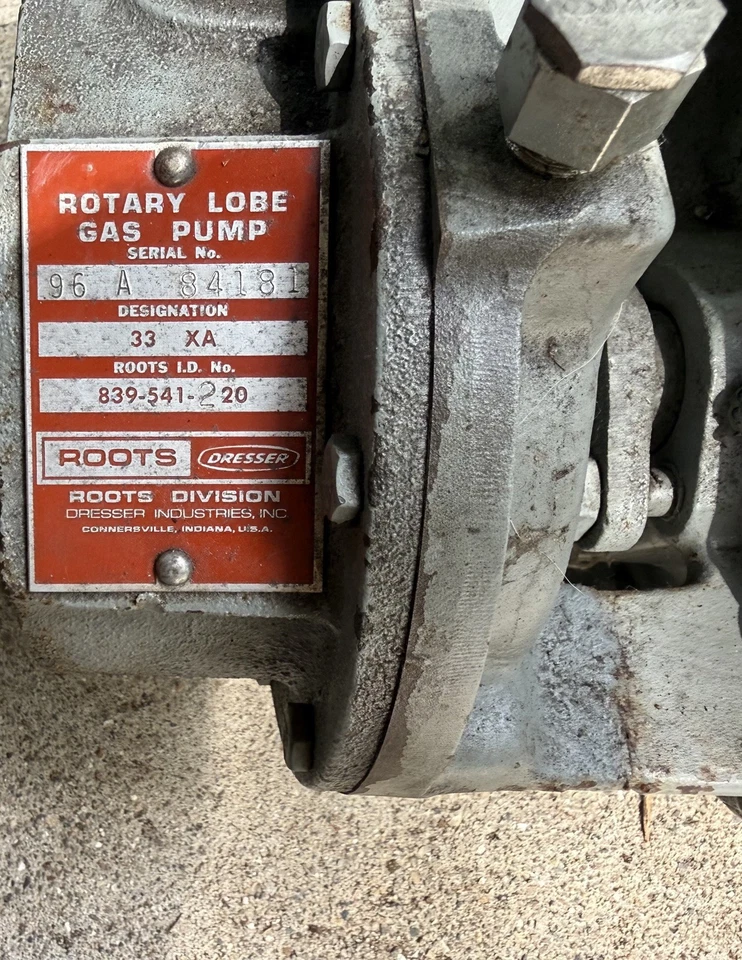 ROTARY LOBE
GAS PUMP
SERIAL No.
96 A 84181
DESIGNATION
33 XA
ROOTS I.D. No.
839-541-220
ROOTS DRESSER
ROOTS DIVISION
DRESSER INDUSTRIES, INC
CONNERSVILLE, INDIANA, U.S.A.